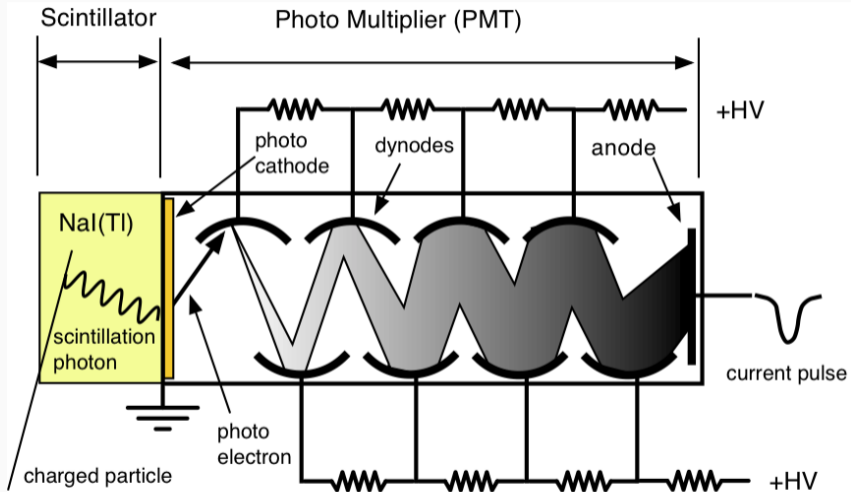 Scintillator
Photo Multiplier (PMT)
+HV
photo
cathode
dynodes
anode
NaI(Tl)
scintillation
photon
current pulse
photo
electron
charged particle
+HV